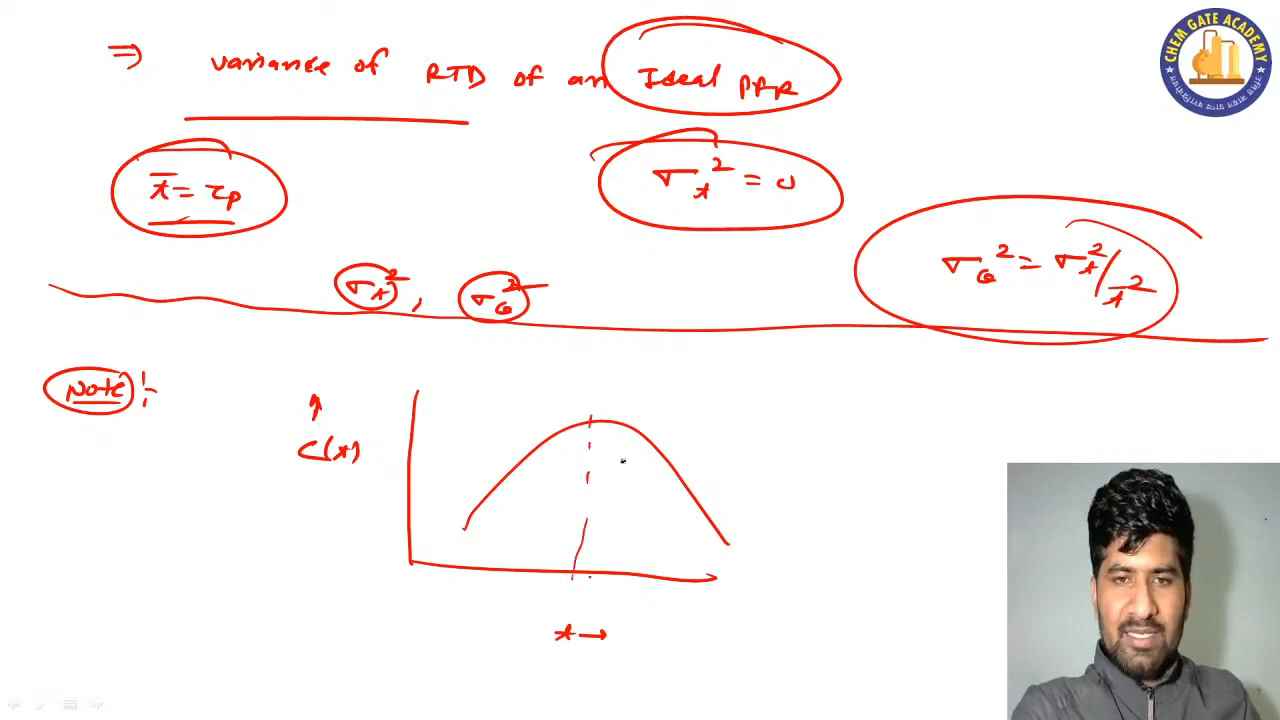 ⇒ variance of RTD of an Ideal PFR
t̄ = τp
σt² = 0
σθ² = σt²/t̄²
σt², σθ²
Note :-
C(t)
t →
CHEM GATE ACADEMY